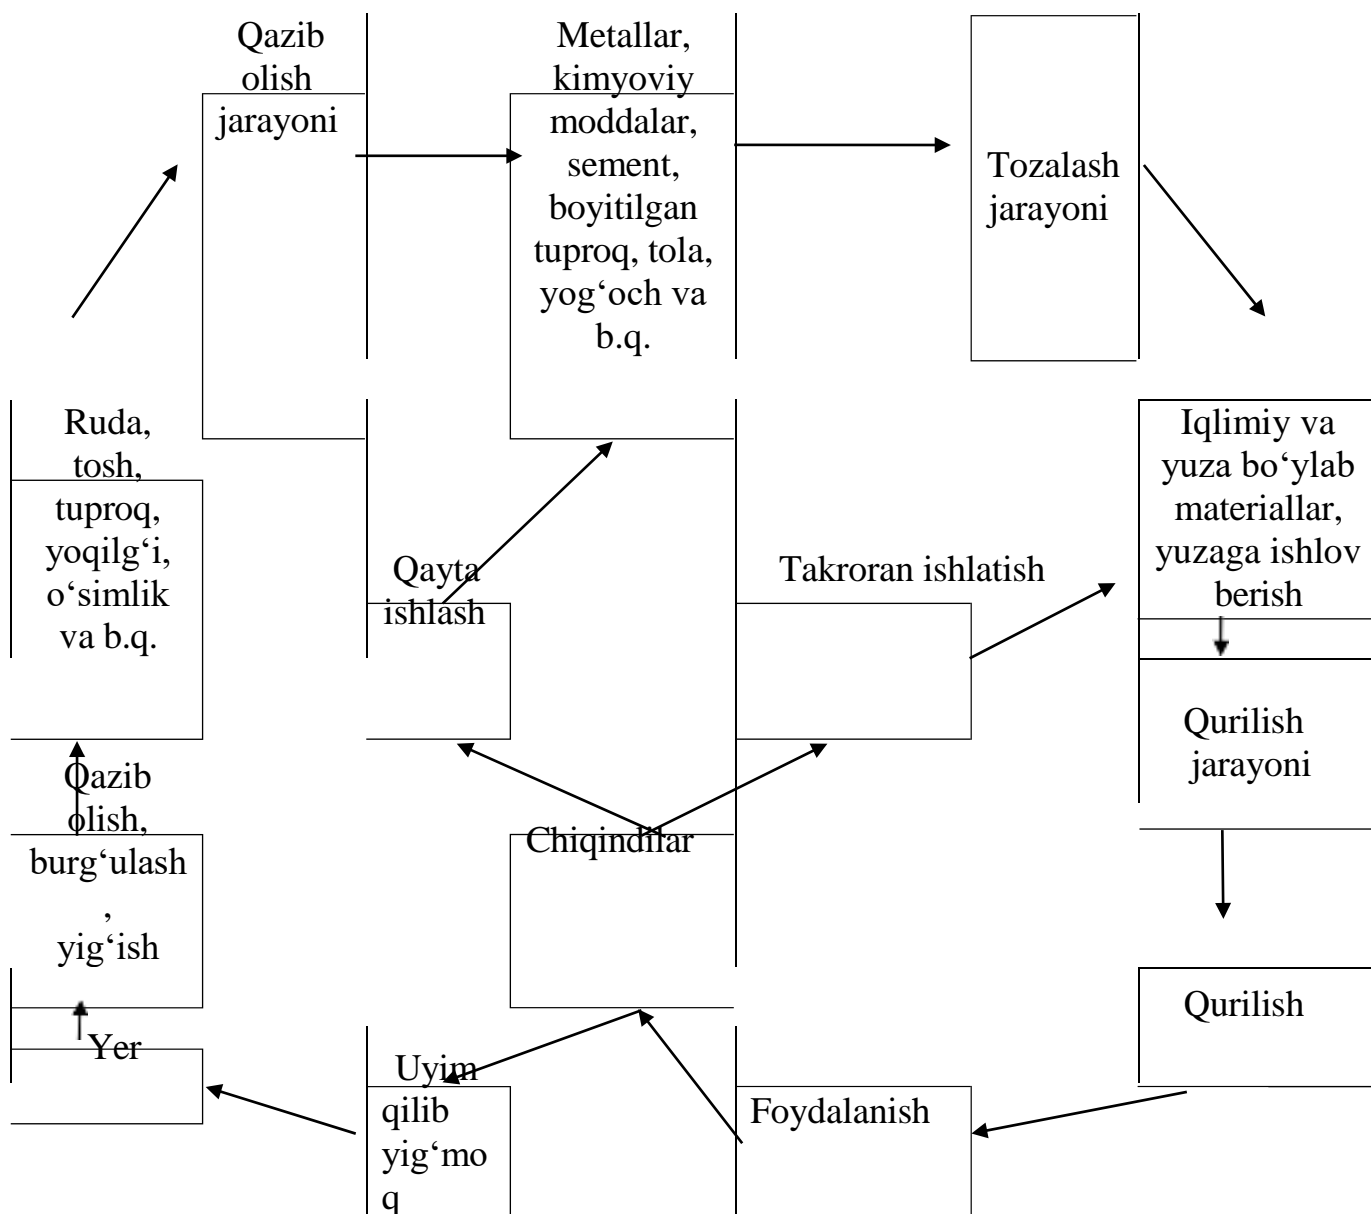 Qazib
olish
jarayoni
Metallar,
kimyoviy
moddalar,
sement,
boyitilgan
tuproq, tola,
yog‘och va
b.q.
Tozalash
jarayoni
Ruda,
tosh,
tuproq,
yoqilg‘i,
o‘simlik
va b.q.
Qayta
ishlash
Takroran ishlatish
Iqlimiy va
yuza bo‘ylab
materiallar,
yuzaga ishlov
berish
Qurilish
jarayoni
Qazib
olish,
burg‘ulash
,
yig‘ish
Chiqindilar
Qurilish
Yer
Uyim
qilib
yig‘mo
q
Foydalanish